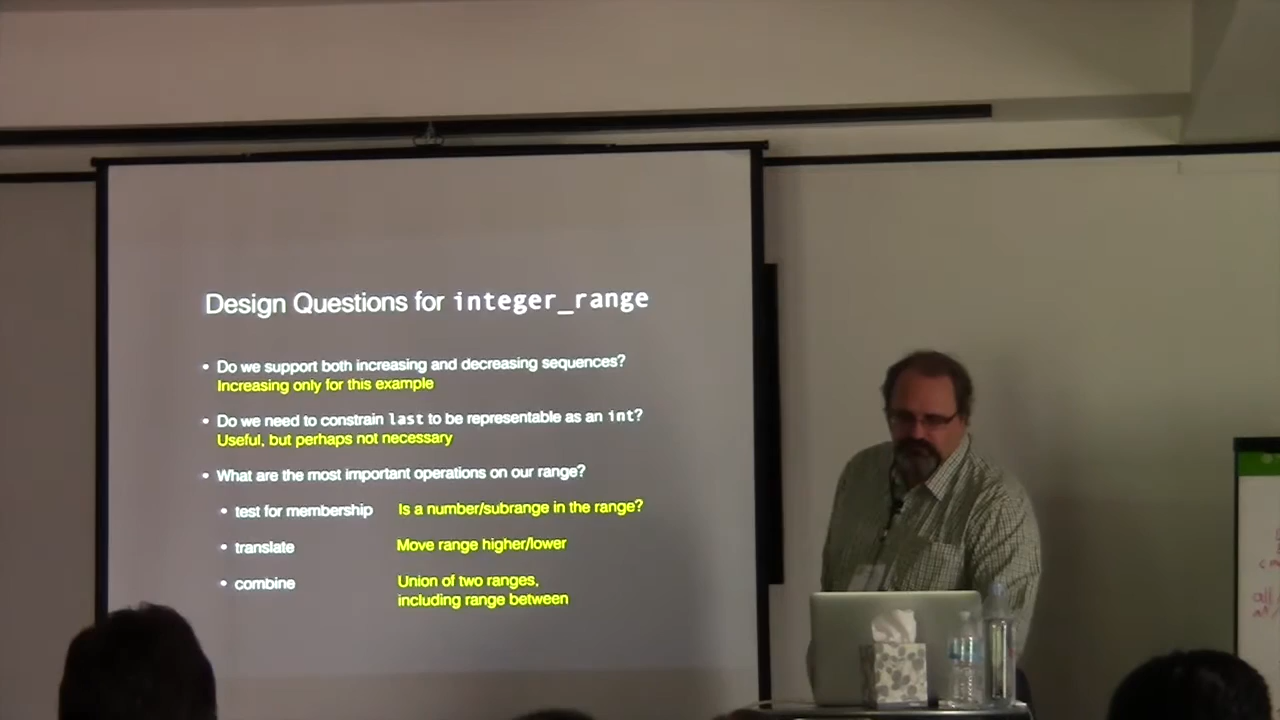 Design Questions for integer_range
• Do we support both increasing and decreasing sequences?
Increasing only for this example
• Do we need to constrain last to be representable as an int?
Useful, but perhaps not necessary
• What are the most important operations on our range?
• test for membership Is a number/subrange in the range?
• translate Move range higher/lower
• combine Union of two ranges,
including range between
all